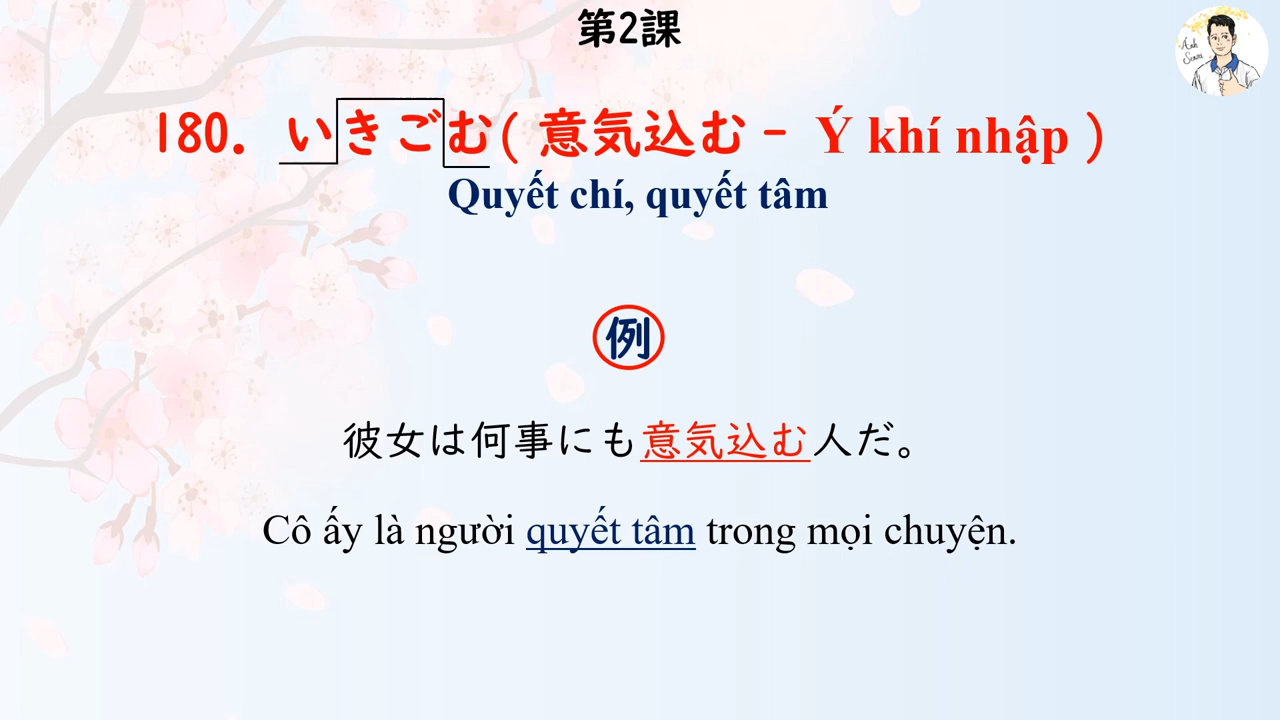 第2課
Anh
Sensei
180. いきごむ( 意気込む - Ý khí nhập )
Quyết chí, quyết tâm
例
彼女は何事にも意気込む人だ。
Cô ấy là người quyết tâm trong mọi chuyện.